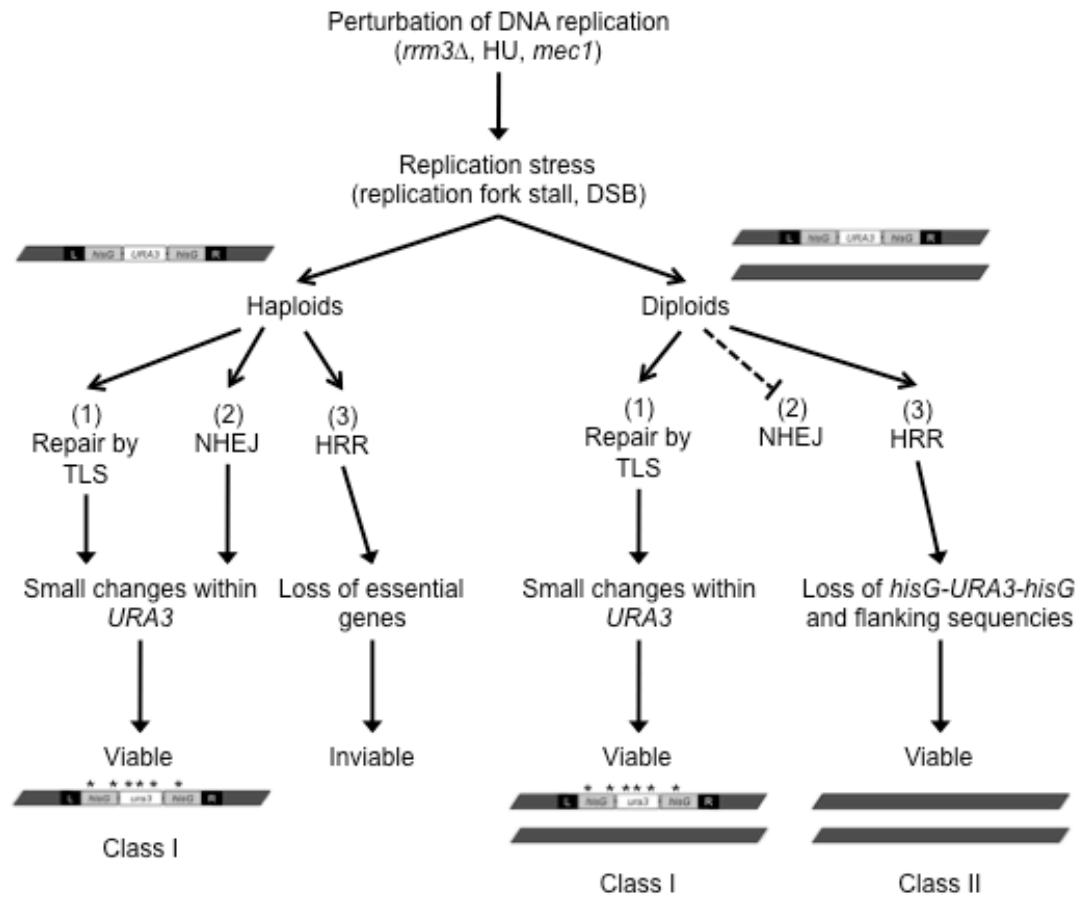 Perturbation of DNA replication
(rrm3Δ, HU, mec1)
Replication stress
(replication fork stall, DSB)
L hisG URA3 hisG R
L hisG URA3 hisG R
Haploids
Diploids
(1)
Repair by
TLS
(2)
NHEJ
(3)
HRR
(1)
Repair by
TLS
(2)
NHEJ
(3)
HRR
Small changes within
URA3
Loss of essential
genes
Small changes within
URA3
Loss of hisG-URA3-hisG
and flanking sequencies
Viable
Inviable
Viable
Viable
* * * * * *
L hisG ura3 hisG R
* * * * * *
L hisG ura3 hisG R
Class I
Class I
Class II